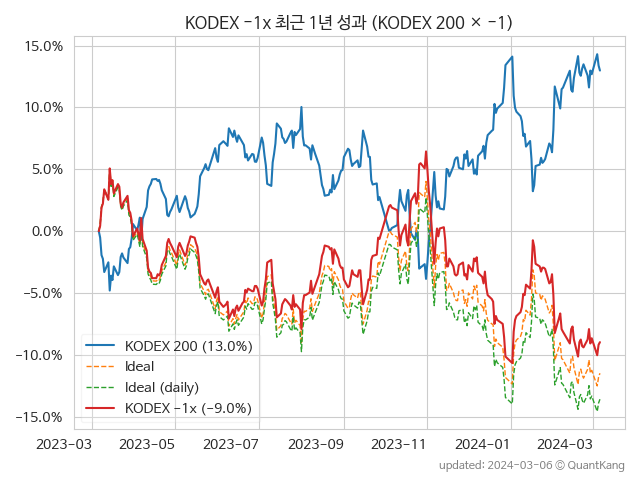 KODEX -1x 최근 1년 성과 (KODEX 200 × -1)
15.0%
10.0%
5.0%
0.0%
-5.0%
-10.0%
-15.0%
KODEX 200 (13.0%)
Ideal
Ideal (daily)
KODEX -1x (-9.0%)
2023-03 2023-05 2023-07 2023-09 2023-11 2024-01 2024-03
updated: 2024-03-06 ⓒ QuantKang